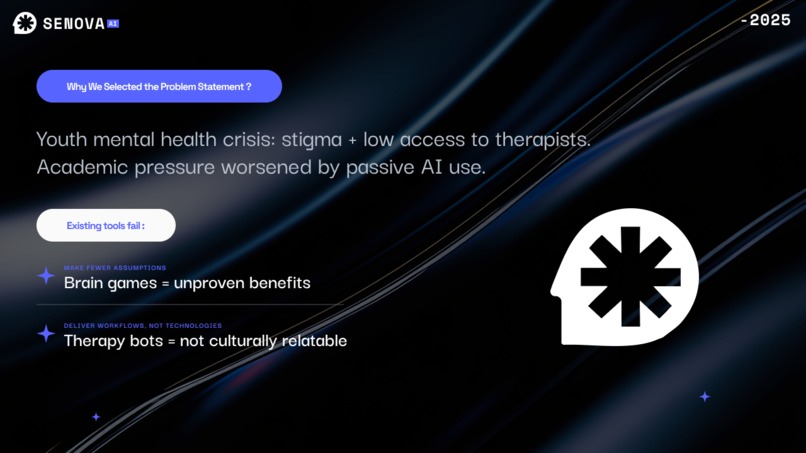 SENOVA AI
-2025
Why We Selected the Problem Statement ?
Youth mental health crisis: stigma + low access to therapists.
Academic pressure worsened by passive AI use.
Existing tools fail :
MAKE FEWER ASSUMPTIONS
Brain games = unproven benefits
DELIVER WORKFLOWS, NOT TECHNOLOGIES
Therapy bots = not culturally relatable